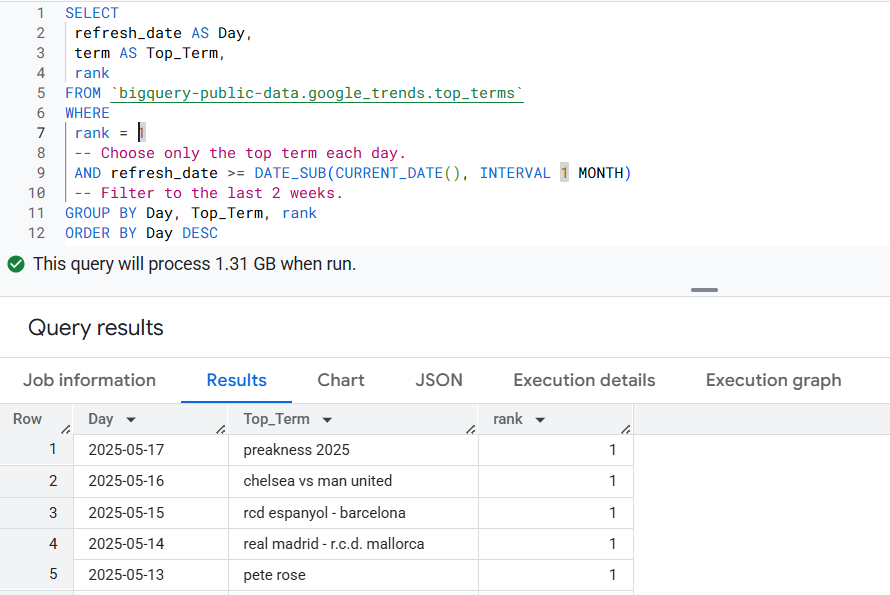 1 SELECT
2 refresh_date AS Day,
3 term AS Top_Term,
4 rank
5 FROM `bigquery-public-data.google_trends.top_terms`
6 WHERE
7 rank = 1
8 -- Choose only the top term each day.
9 AND refresh_date >= DATE_SUB(CURRENT_DATE(), INTERVAL 1 MONTH)
10 -- Filter to the last 2 weeks.
11 GROUP BY Day, Top_Term, rank
12 ORDER BY Day DESC
This query will process 1.31 GB when run.
Query results
Job information Results Chart JSON Execution details Execution graph
Row Day Top_Term rank
1 2025-05-17 preakness 2025 1
2 2025-05-16 chelsea vs man united 1
3 2025-05-15 rcd espanyol - barcelona 1
4 2025-05-14 real madrid - r.c.d. mallorca 1
5 2025-05-13 pete rose 1